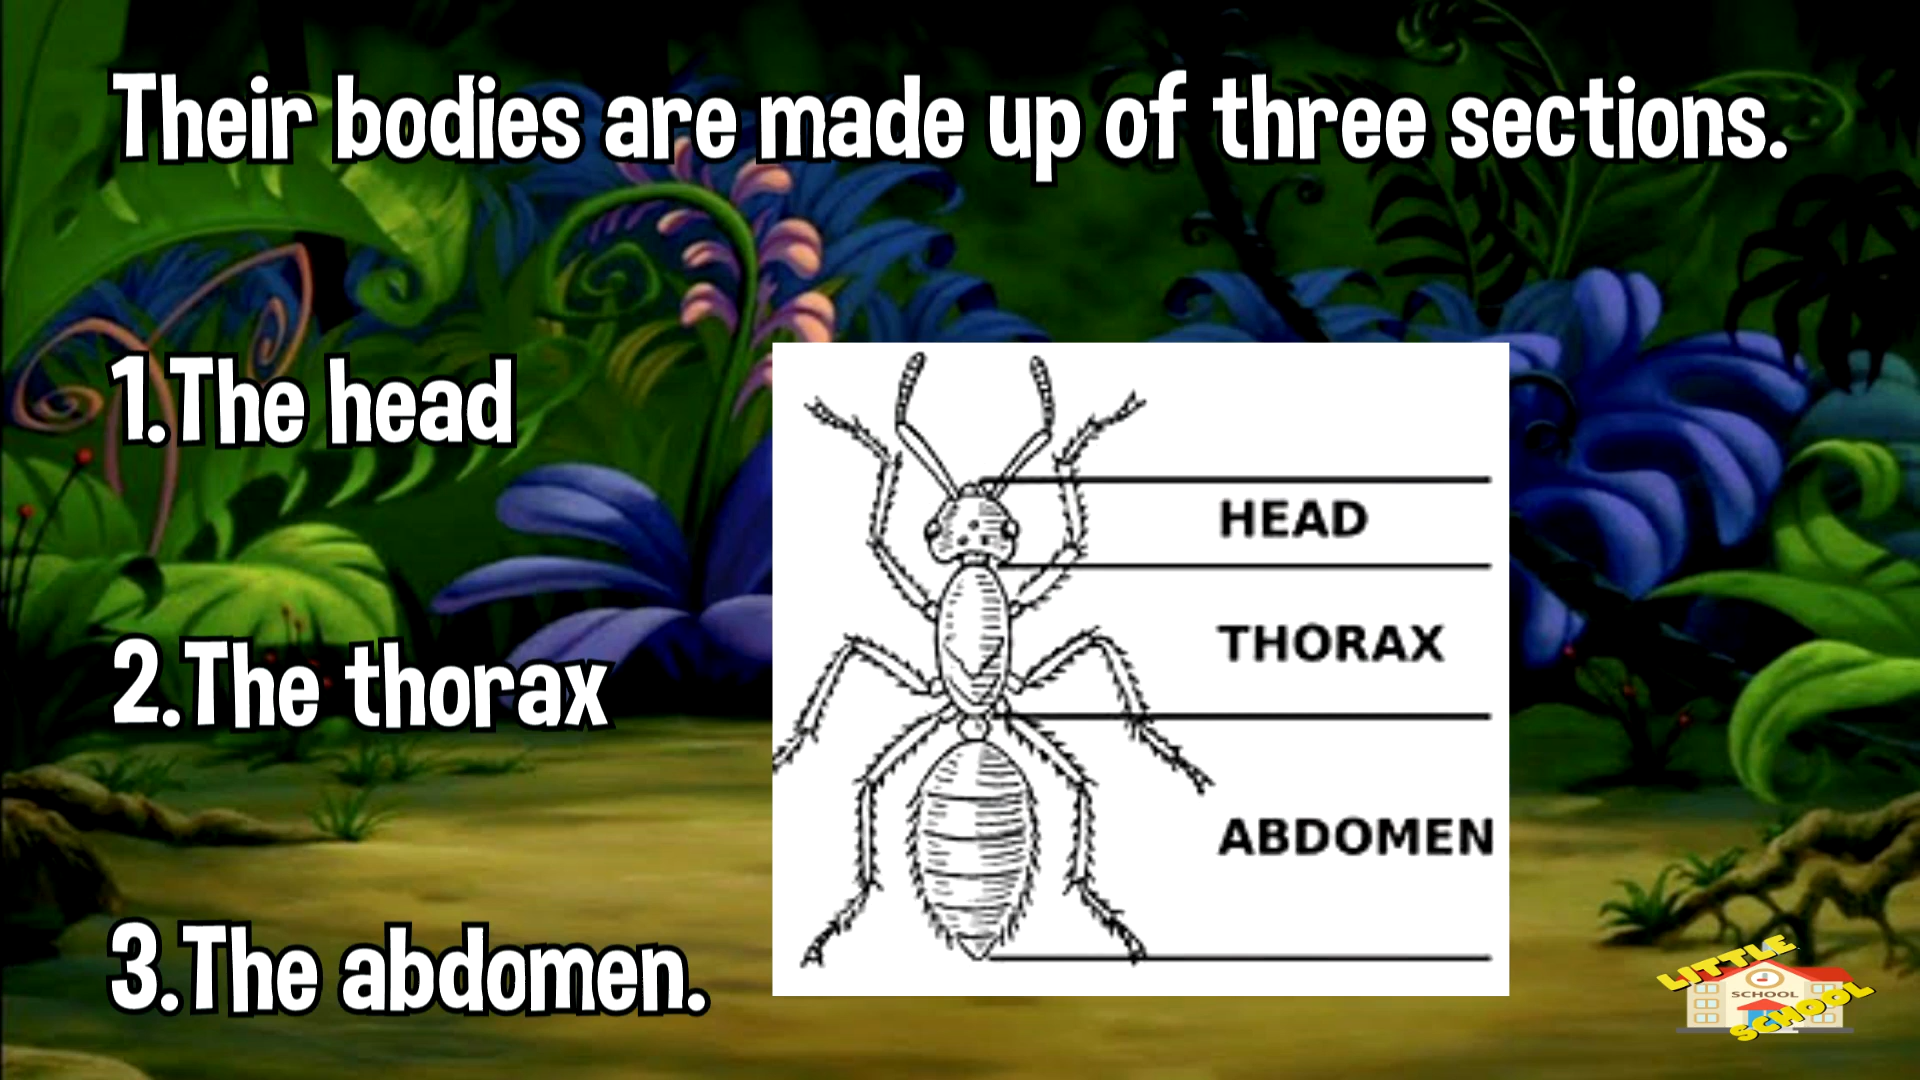 Their bodies are made up of three sections.
1.The head
2.The thorax
3.The abdomen.
HEAD
THORAX
ABDOMEN
LITTLE
SCHOOL
SCHOOL